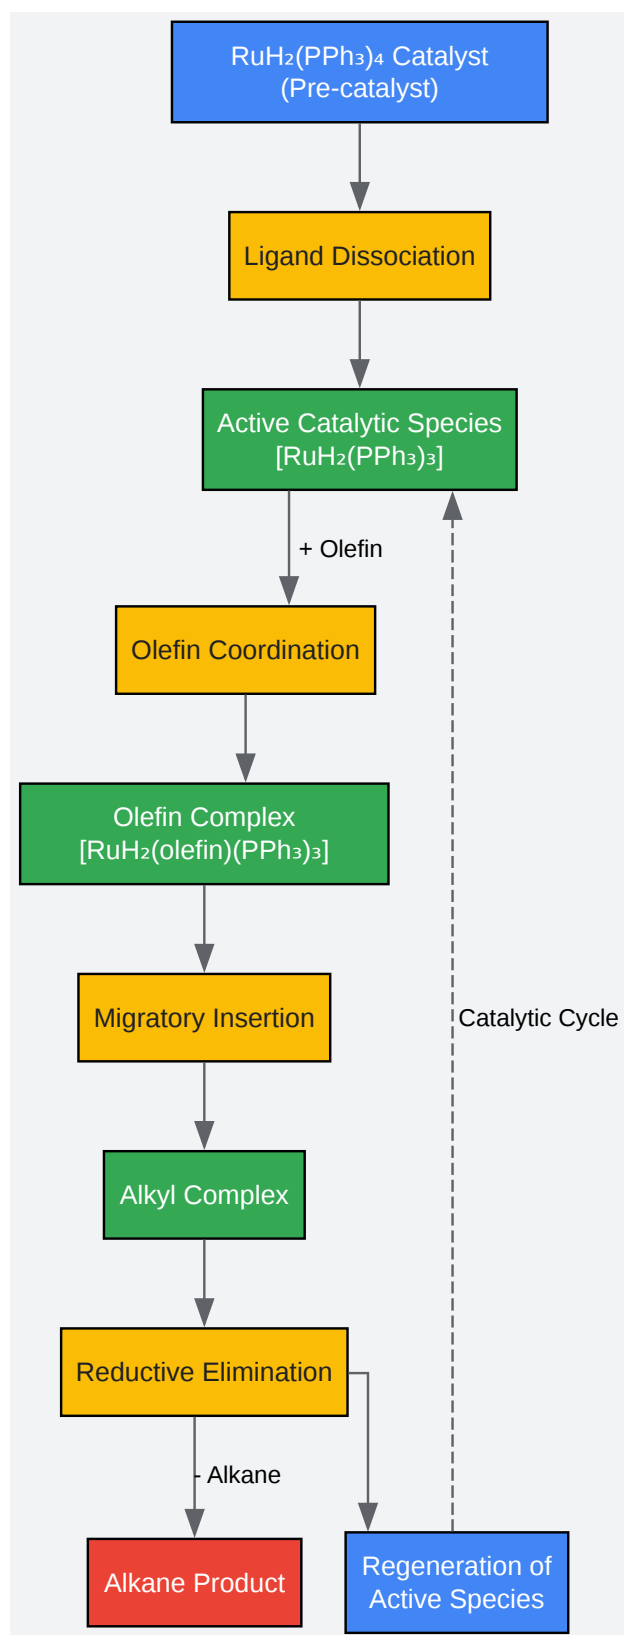 RuH₂(PPh₃)₄ Catalyst
(Pre-catalyst)
Ligand Dissociation
Active Catalytic Species
[RuH₂(PPh₃)₃]
+ Olefin
Olefin Coordination
Olefin Complex
[RuH₂(olefin)(PPh₃)₃]
Migratory Insertion
Catalytic Cycle
Alkyl Complex
Reductive Elimination
- Alkane
Alkane Product
Regeneration of
Active Species